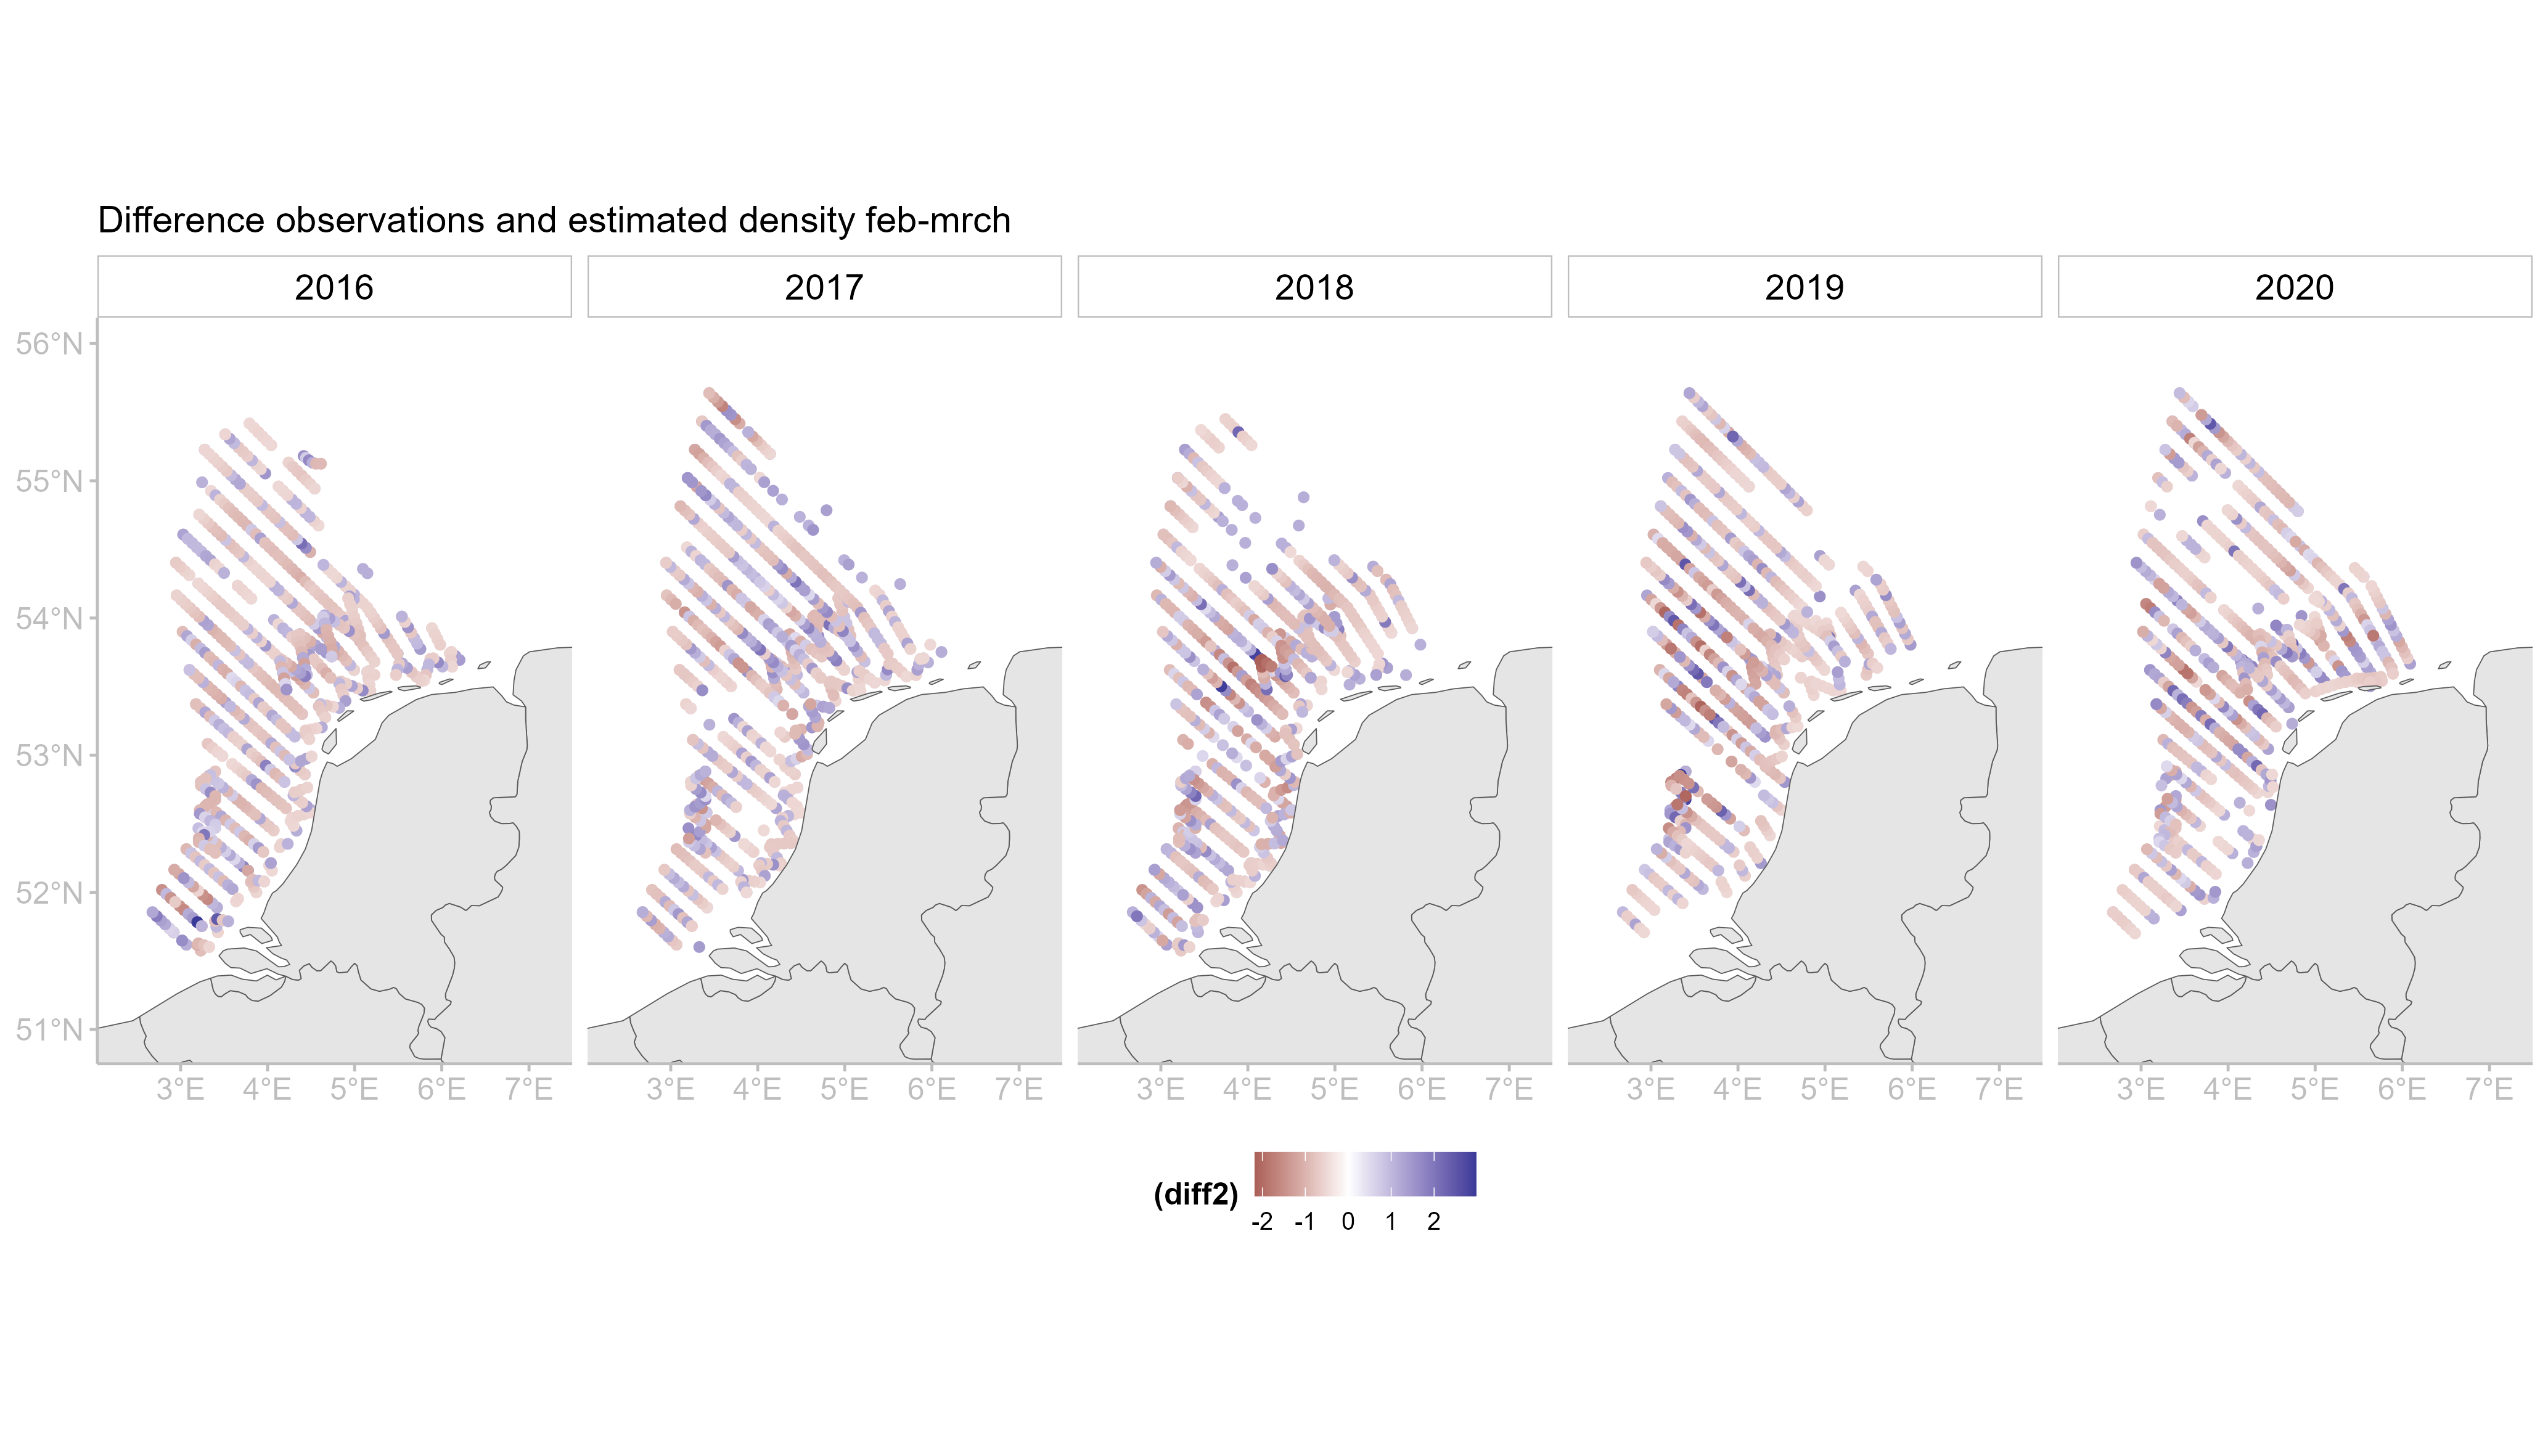 Difference observations and estimated density feb-mrch
2016 2017 2018 2019 2020
56°N
55°N
54°N
53°N
52°N
51°N
3°E 4°E 5°E 6°E 7°E 3°E 4°E 5°E 6°E 7°E 3°E 4°E 5°E 6°E 7°E 3°E 4°E 5°E 6°E 7°E 3°E 4°E 5°E 6°E 7°E
(diff2)
-2 -1 0 1 2